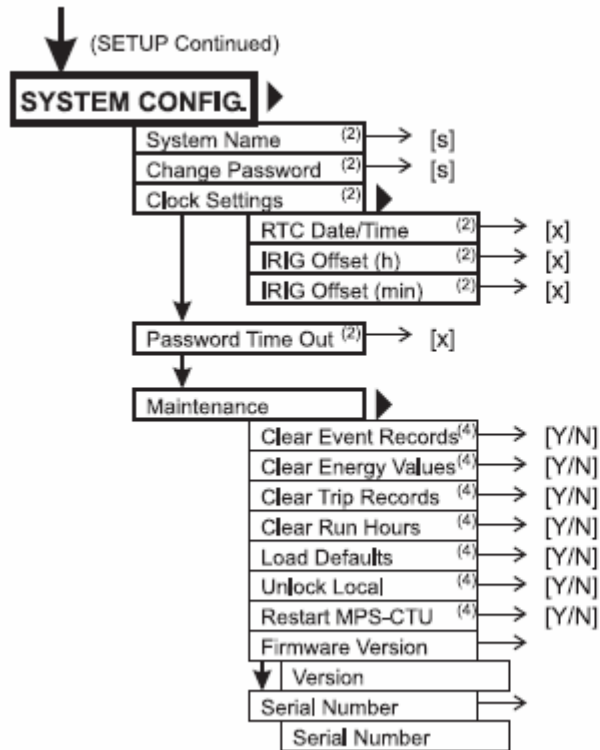 (SETUP Continued)
SYSTEM CONFIG.
System Name (2) [s]
Change Password (2) [s]
Clock Settings (2)
RTC Date/Time (2) [x]
IRIG Offset (h) (2) [x]
IRIG Offset (min) (2) [x]
Password Time Out (2) [x]
Maintenance
Clear Event Records (4) [Y/N]
Clear Energy Values (4) [Y/N]
Clear Trip Records (4) [Y/N]
Clear Run Hours (4) [Y/N]
Load Defaults (4) [Y/N]
Unlock Local (4) [Y/N]
Restart MPS-CTU (4) [Y/N]
Firmware Version
Version
Serial Number
Serial Number